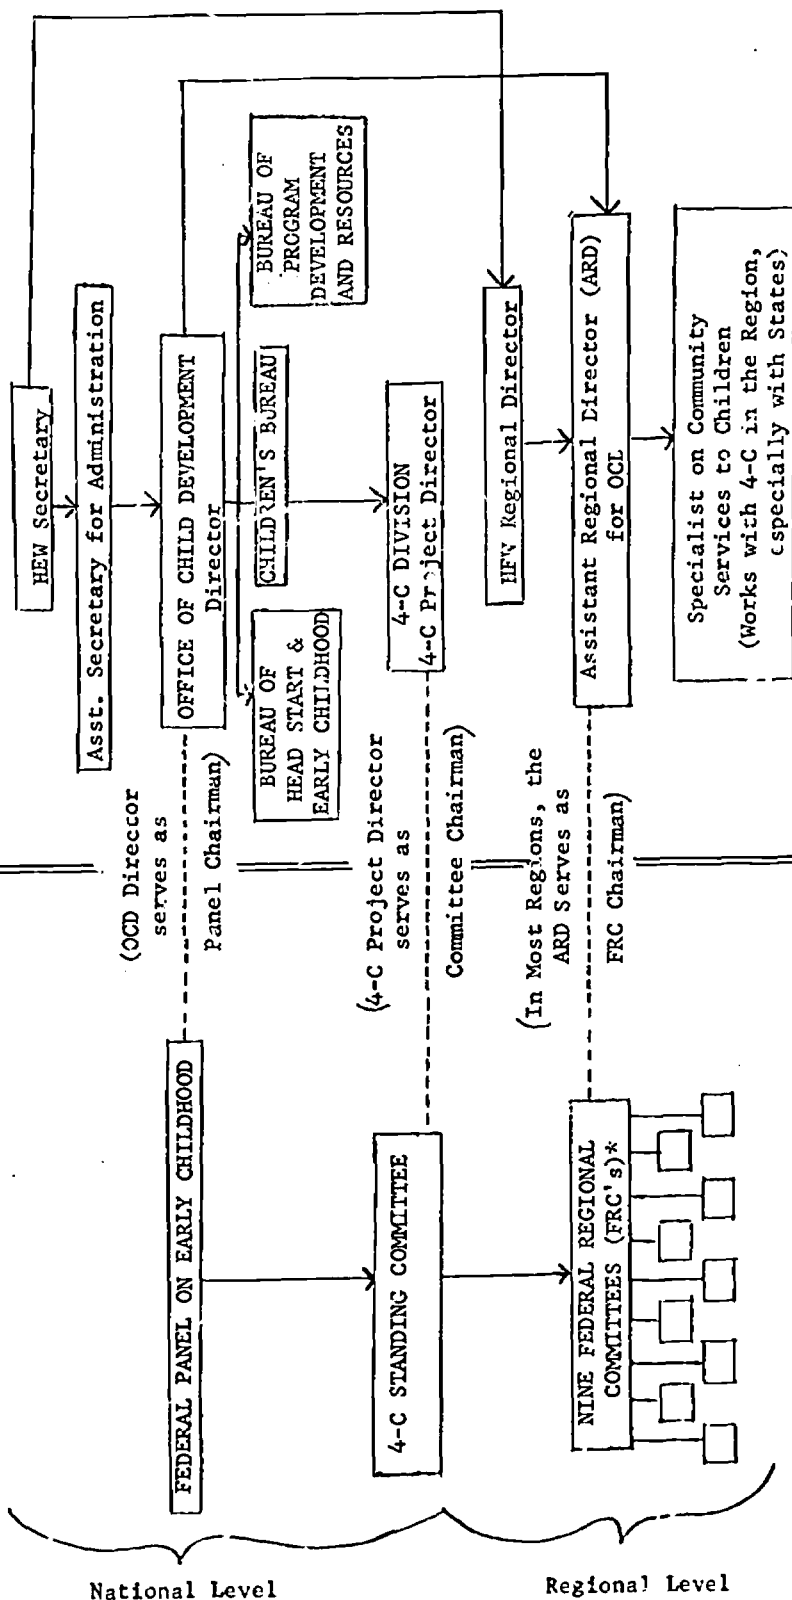 National Level
Regional Level
FEDERAL PANEL ON EARLY CHILDHOOD
4-C STANDING COMMITTEE
NINE FEDERAL REGIONAL
COMMITTEES (FRC's)*
(OCD Director
serves as
Panel Chairman)
(4-C Project Director
serves as
Committee Chairman)
(In Most Regions, the
ARD Serves as
FRC Chairman)
HEW Secretary
Asst. Secretary for Administration
OFFICE OF CHILD DEVELOPMENT
Director
BUREAU OF
HEAD START &
EARLY CHILDHOOD
CHILDREN'S BUREAU
BUREAU OF
PROGRAM
DEVELOPMENT
AND RESOURCES
4-C DIVISION
4-C Project Director
HEW Regional Director
Assistant Regional Director (ARD)
for OCL
Specialist on Community
Services to Children
(Works with 4-C in the Region,
especially with States)